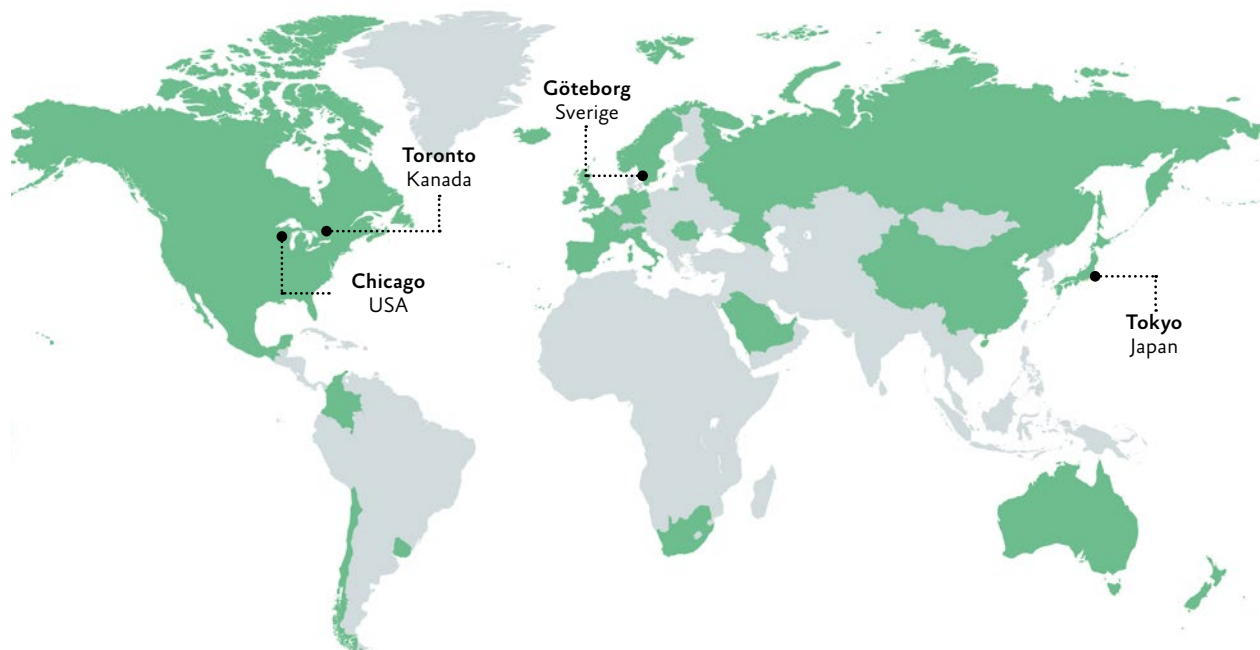 Göteborg
Sverige
Toronto
Kanada
Chicago
USA
Tokyo
Japan